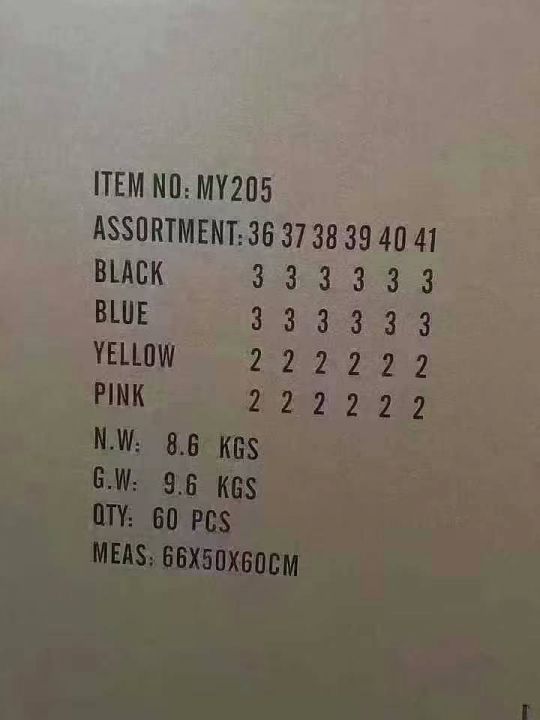 ITEM NO: MY205
ASSORTMENT: 36 37 38 39 40 41
BLACK 3 3 3 3 3 3
BLUE 3 3 3 3 3 3
YELLOW 2 2 2 2 2 2
PINK 2 2 2 2 2 2
N.W: 8.6 KGS
G.W: 9.6 KGS
QTY: 60 PCS
MEAS: 66X50X60CM